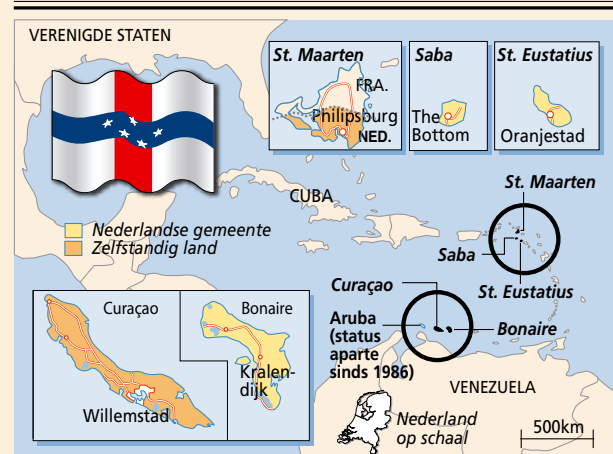 VERENIGDE STATEN
St. Maarten
FRA.
Philipsburg
NED.
Saba
The
Bottom
St. Eustatius
Oranjestad
CUBA
Nederlandse gemeente
Zelfstandig land
St. Maarten
Saba
St. Eustatius
Curaçao
Aruba
(status
aparte
sinds 1986)
Bonaire
Curaçao
Willemstad
Bonaire
Kralen-
dijk
VENEZUELA
Nederland
op schaal
500km